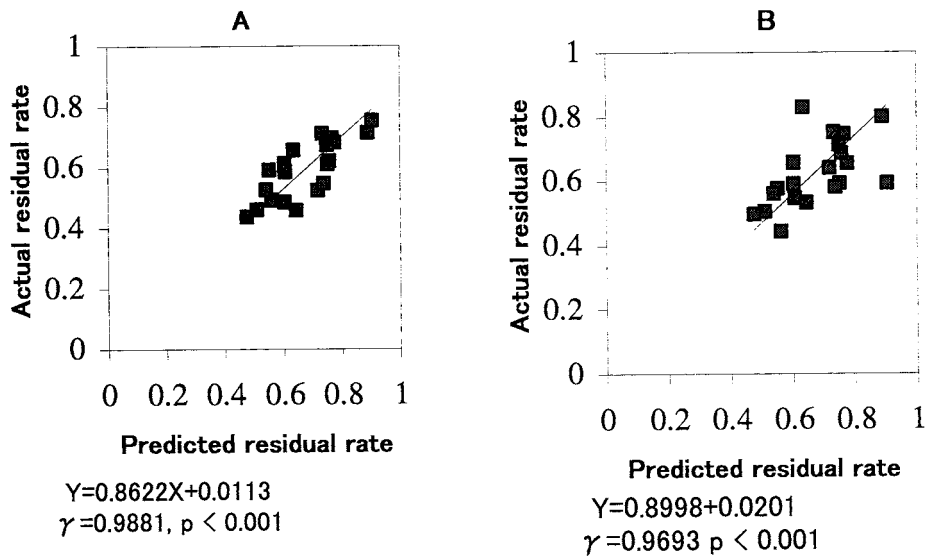 A
Actual residual rate
1
0.8
0.6
0.4
0.2
0
0 0.2 0.4 0.6 0.8 1
Predicted residual rate
Y=0.8622X+0.0113
γ=0.9881, p < 0.001
B
Actual residual rate
1
0.8
0.6
0.4
0.2
0
0 0.2 0.4 0.6 0.8 1
Predicted residual rate
Y=0.8998+0.0201
γ=0.9693 p < 0.001